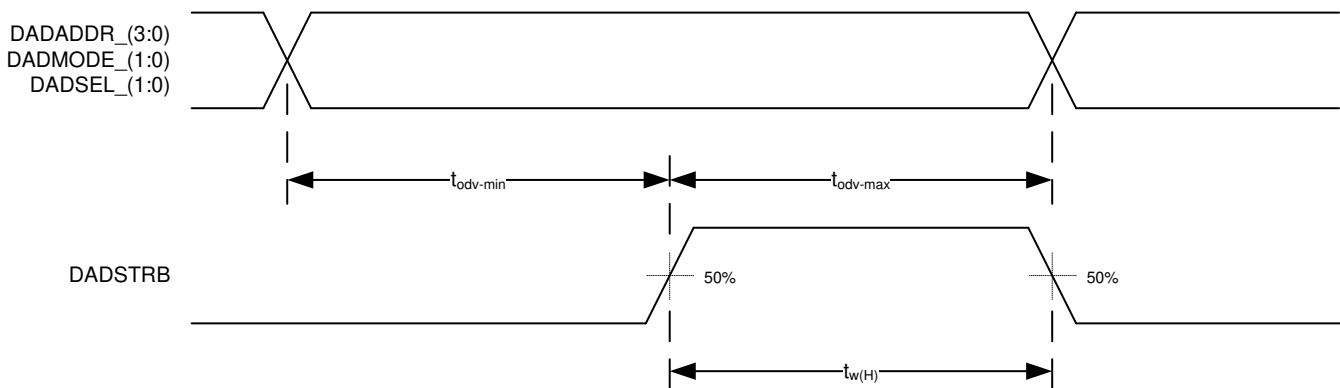 DADADDR_(3:0)
DADMODE_(1:0)
DADSEL_(1:0)
todv-min
todv-max
DADSTRB
50%
50%
tw(H)